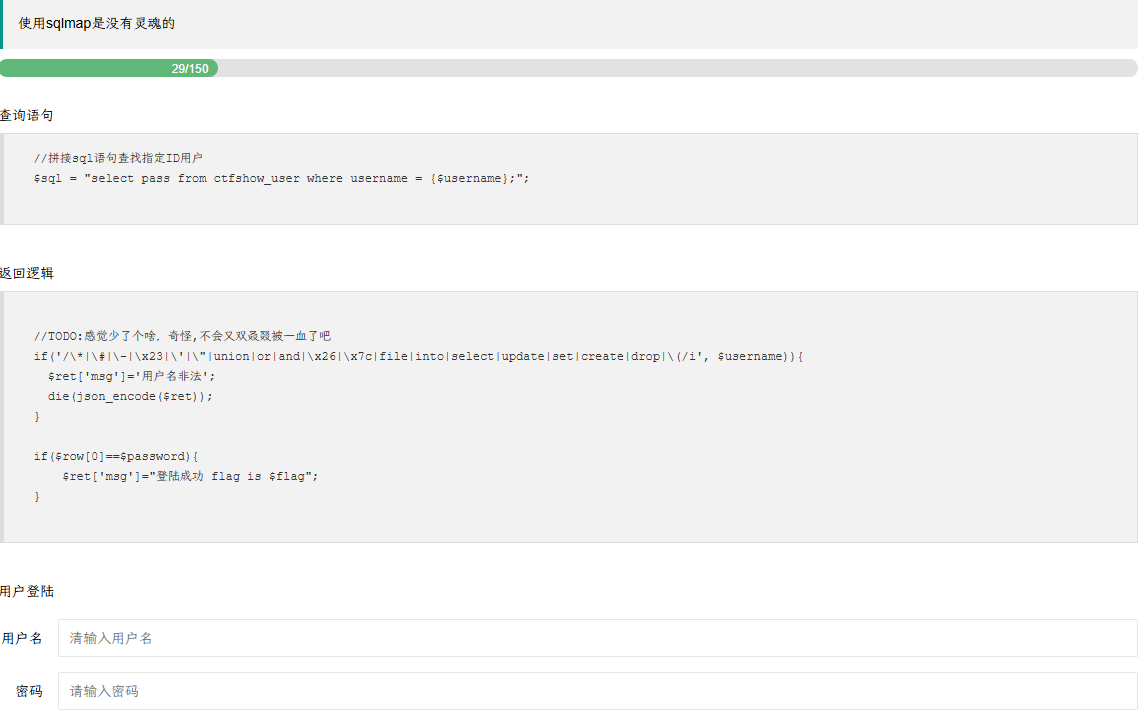 使用sqlmap是没有灵魂的
29/150
查询语句
//拼接sql语句查找指定ID用户
$sql = "select pass from ctfshow_user where username = {$username};";
返回逻辑
//TODO:感觉少了个啥，奇怪,不会又双叒叕被一血了吧
if('/\*|\#|\-|\x23|\'|\"|union|or|and|\x26|\x7c|file|into|select|update|set|create|drop|\(/i', $username)){
$ret['msg']='用户名非法';
die(json_encode($ret));
}
if($row[0]==$password){
$ret['msg']="登陆成功 flag is $flag";
}
用户登陆
用户名 请输入用户名
密码 请输入密码